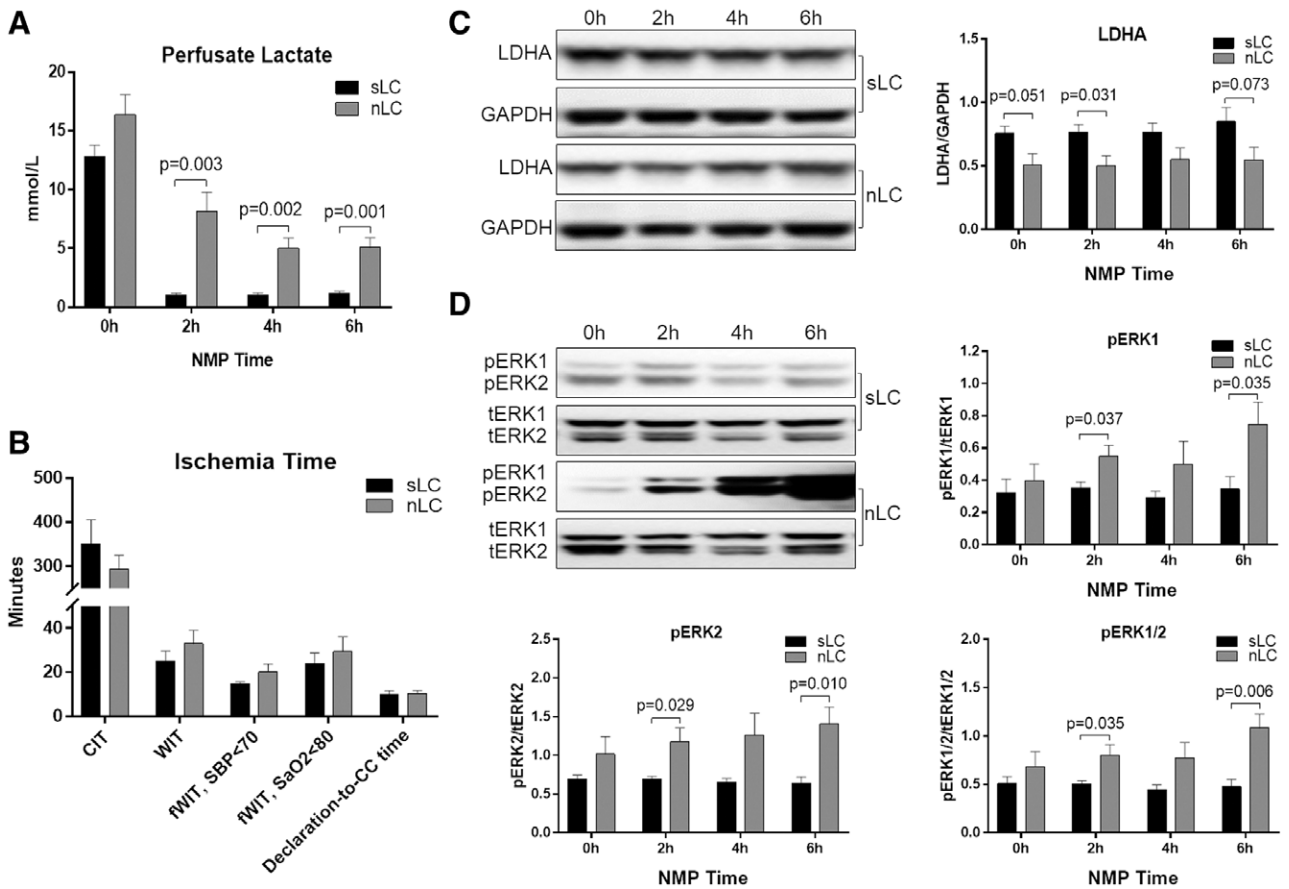 A
Perfusate Lactate
sLC
nLC
mmol/L
20
15
10
5
0
p=0.003
p=0.002
p=0.001
0h 2h 4h 6h
NMP Time
B
Ischemia Time
sLC
nLC
Minutes
500
400
300
40
20
0
CIT
WIT
fWIT, SBP<70
fWIT, SaO2<80
Declaration-to-CC time
C
0h 2h 4h 6h
LDHA
GAPDH
sLC
LDHA
GAPDH
nLC
LDHA
sLC
nLC
LDHA/GAPDH
1.5
1.0
0.5
0.0
p=0.051
p=0.031
p=0.073
0h 2h 4h 6h
NMP Time
D
0h 2h 4h 6h
pERK1
pERK2
tERK1
tERK2
sLC
pERK1
pERK2
tERK1
tERK2
nLC
pERK1
sLC
nLC
pERK1/tERK1
1.2
1.0
0.8
0.6
0.4
0.2
0.0
p=0.037
p=0.035
0h 2h 4h 6h
NMP Time
pERK2
sLC
nLC
pERK2/tERK2
2.5
2.0
1.5
1.0
0.5
0.0
p=0.029
p=0.010
0h 2h 4h 6h
NMP Time
pERK1/2
sLC
nLC
pERK1/2/tERK1/2
2.0
1.5
1.0
0.5
0.0
p=0.035
p=0.006
0h 2h 4h 6h
NMP Time